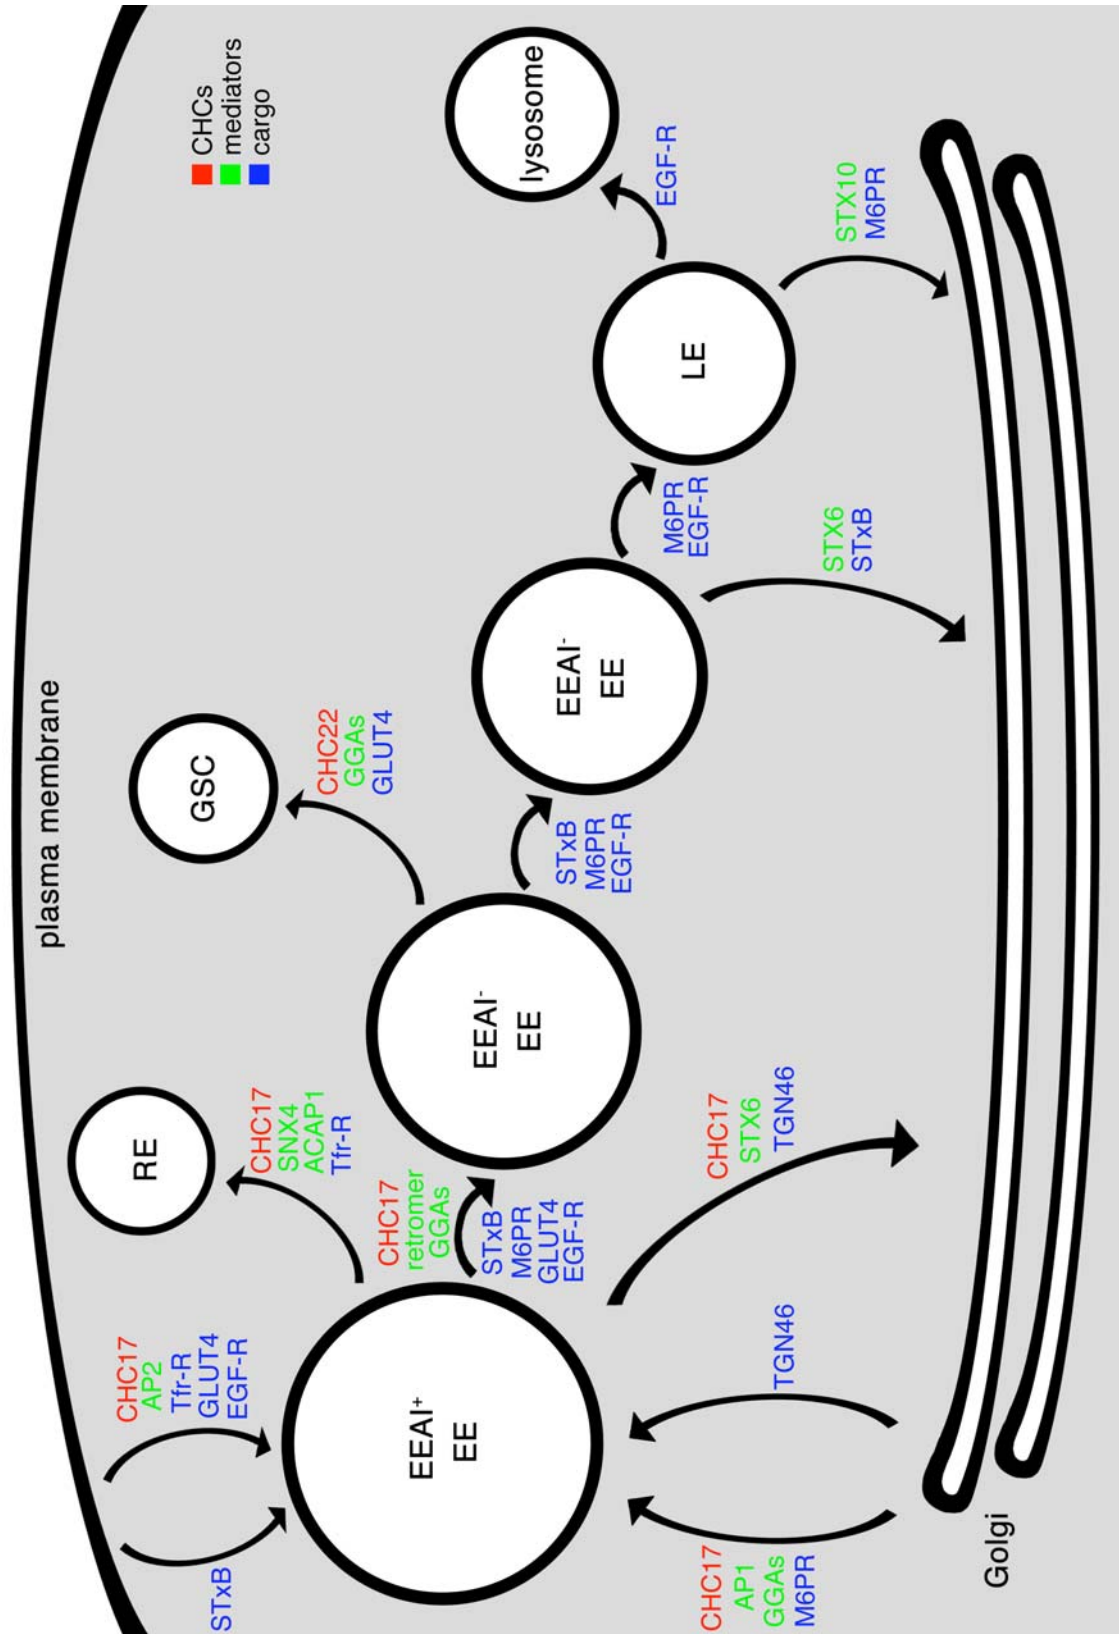 plasma membrane
CHCs
mediators
cargo
STxB
CHC17
AP2
Tfr-R
GLUT4
EGF-R
RE
CHC17
SNX4
ACAP1
Tfr-R
GSC
CHC22
GGAs
GLUT4
lysosome
EGF-R
EEAI+
EE
CHC17
retromer
GGAs
STxB
M6PR
GLUT4
EGF-R
EEAI-
EE
STxB
M6PR
EGF-R
EEAI-
EE
M6PR
EGF-R
LE
CHC17
AP1
GGAs
M6PR
TGN46
CHC17
STX6
TGN46
STX6
STxB
STX10
M6PR
Golgi